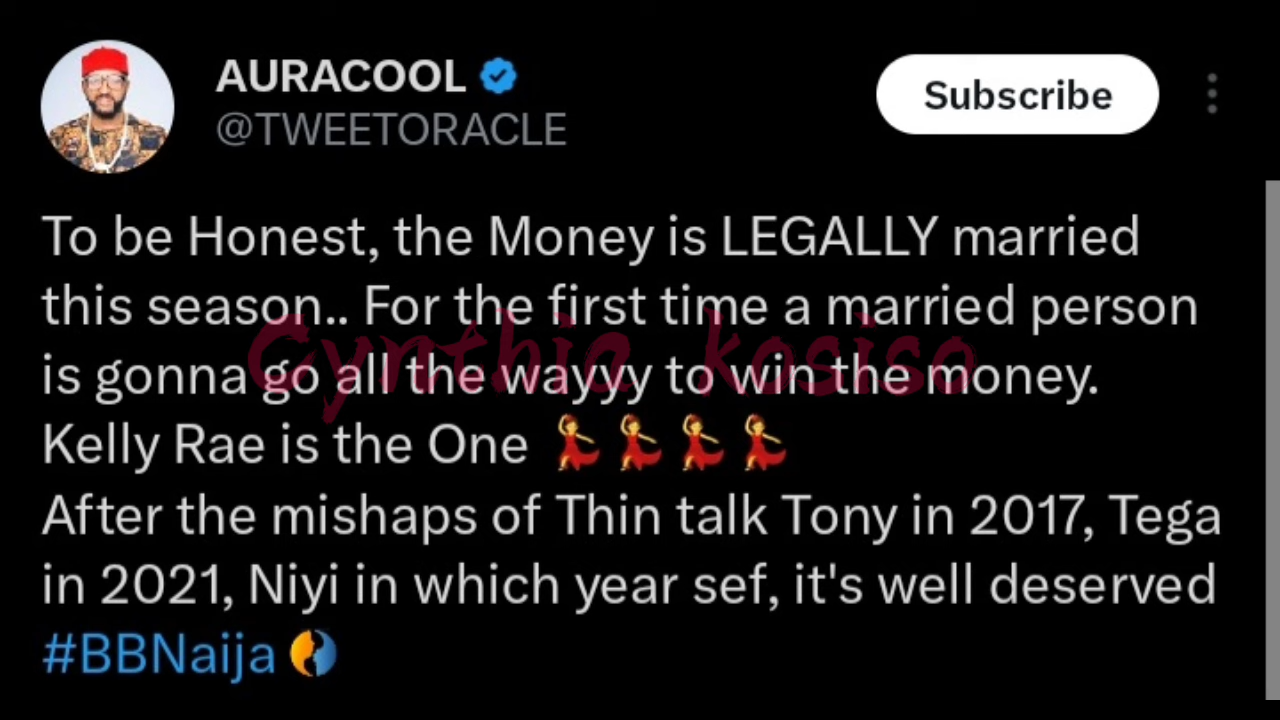 AURACOOL
@TWEETORACLE
Subscribe
To be Honest, the Money is LEGALLY married
this season.. For the first time a married person
is gonna go all the wayyy to win the money.
Kelly Rae is the One 💃💃💃💃
After the mishaps of Thin talk Tony in 2017, Tega
in 2021, Niyi in which year sef, it's well deserved
#BBNaija
Cynthia kosiso